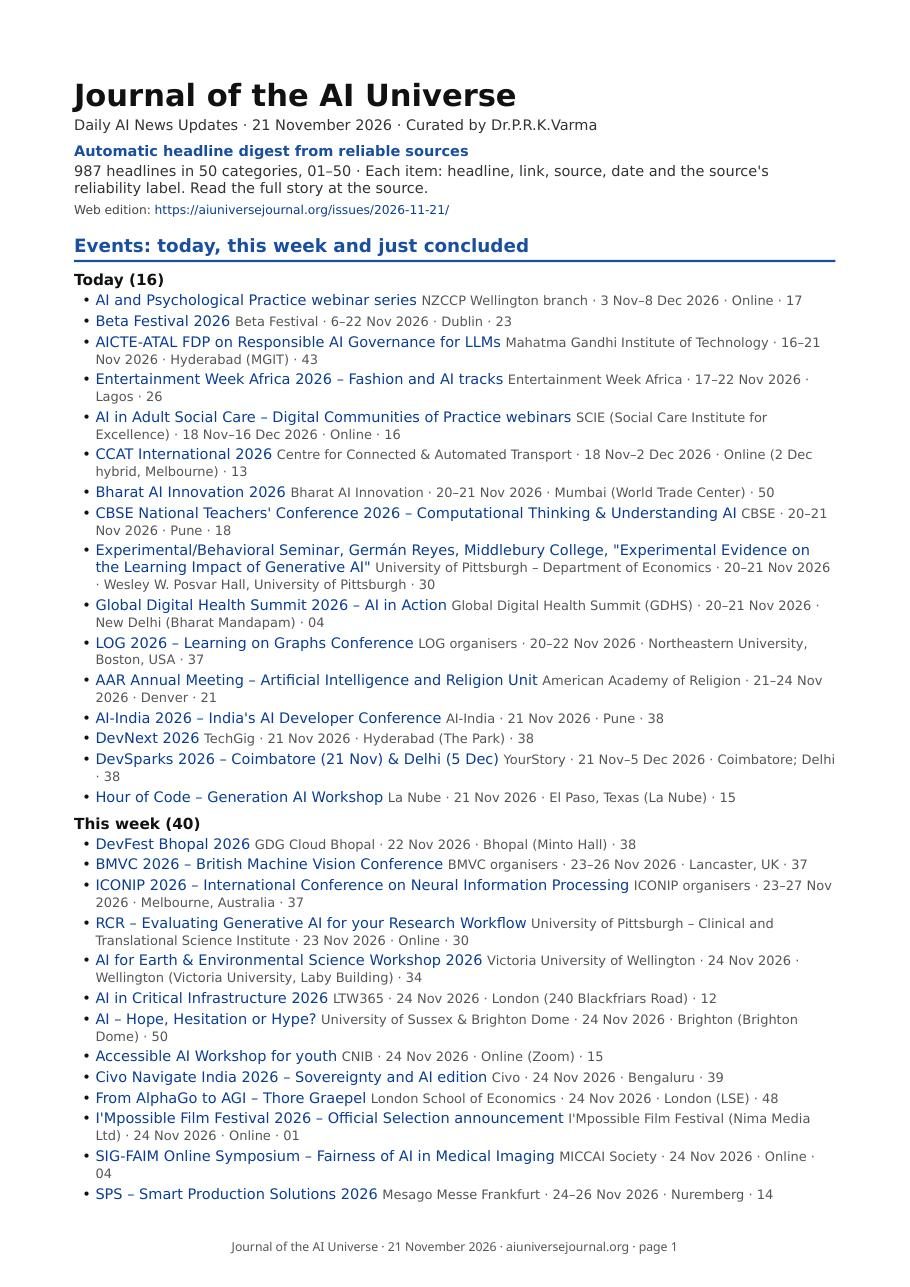 Journal of the AI Universe
Daily AI News Updates · 21 November 2026 · Curated by Dr.P.R.K.Varma
Automatic headline digest from reliable sources
987 headlines in 50 categories, 01–50 · Each item: headline, link, source, date and the source's
reliability label. Read the full story at the source.
Web edition: https://aiuniversejournal.org/issues/2026-11-21/
Events: today, this week and just concluded
Today (16)
• AI and Psychological Practice webinar series NZCCP Wellington branch · 3 Nov–8 Dec 2026 · Online · 17
• Beta Festival 2026 Beta Festival · 6–22 Nov 2026 · Dublin · 23
• AICTE-ATAL FDP on Responsible AI Governance for LLMs Mahatma Gandhi Institute of Technology · 16–21
Nov 2026 · Hyderabad (MGIT) · 43
• Entertainment Week Africa 2026 – Fashion and AI tracks Entertainment Week Africa · 17–22 Nov 2026 ·
Lagos · 26
• AI in Adult Social Care – Digital Communities of Practice webinars SCIE (Social Care Institute for
Excellence) · 18 Nov–16 Dec 2026 · Online · 16
• CCAT International 2026 Centre for Connected & Automated Transport · 18 Nov–2 Dec 2026 · Online (2 Dec
hybrid, Melbourne) · 13
• Bharat AI Innovation 2026 Bharat AI Innovation · 20–21 Nov 2026 · Mumbai (World Trade Center) · 50
• CBSE National Teachers' Conference 2026 – Computational Thinking & Understanding AI CBSE · 20–21
Nov 2026 · Pune · 18
• Experimental/Behavioral Seminar, Germán Reyes, Middlebury College, "Experimental Evidence on
the Learning Impact of Generative AI" University of Pittsburgh – Department of Economics · 20–21 Nov 2026
· Wesley W. Posvar Hall, University of Pittsburgh · 30
• Global Digital Health Summit 2026 – AI in Action Global Digital Health Summit (GDHS) · 20–21 Nov 2026 ·
New Delhi (Bharat Mandapam) · 04
• LOG 2026 – Learning on Graphs Conference LOG organisers · 20–22 Nov 2026 · Northeastern University,
Boston, USA · 37
• AAR Annual Meeting – Artificial Intelligence and Religion Unit American Academy of Religion · 21–24 Nov
2026 · Denver · 21
• AI-India 2026 – India's AI Developer Conference AI-India · 21 Nov 2026 · Pune · 38
• DevNext 2026 TechGig · 21 Nov 2026 · Hyderabad (The Park) · 38
• DevSparks 2026 – Coimbatore (21 Nov) & Delhi (5 Dec) YourStory · 21 Nov–5 Dec 2026 · Coimbatore; Delhi
· 38
• Hour of Code – Generation AI Workshop La Nube · 21 Nov 2026 · El Paso, Texas (La Nube) · 15
This week (40)
• DevFest Bhopal 2026 GDG Cloud Bhopal · 22 Nov 2026 · Bhopal (Minto Hall) · 38
• BMVC 2026 – British Machine Vision Conference BMVC organisers · 23–26 Nov 2026 · Lancaster, UK · 37
• ICONIP 2026 – International Conference on Neural Information Processing ICONIP organisers · 23–27 Nov
2026 · Melbourne, Australia · 37
• RCR – Evaluating Generative AI for your Research Workflow University of Pittsburgh – Clinical and
Translational Science Institute · 23 Nov 2026 · Online · 30
• AI for Earth & Environmental Science Workshop 2026 Victoria University of Wellington · 24 Nov 2026 ·
Wellington (Victoria University, Laby Building) · 34
• AI in Critical Infrastructure 2026 LTW365 · 24 Nov 2026 · London (240 Blackfriars Road) · 12
• AI – Hope, Hesitation or Hype? University of Sussex & Brighton Dome · 24 Nov 2026 · Brighton (Brighton
Dome) · 50
• Accessible AI Workshop for youth CNIB · 24 Nov 2026 · Online (Zoom) · 15
• Civo Navigate India 2026 – Sovereignty and AI edition Civo · 24 Nov 2026 · Bengaluru · 39
• From AlphaGo to AGI – Thore Graepel London School of Economics · 24 Nov 2026 · London (LSE) · 48
• I'Mpossible Film Festival 2026 – Official Selection announcement I'Mpossible Film Festival (Nima Media
Ltd) · 24 Nov 2026 · Online · 01
• SIG-FAIM Online Symposium – Fairness of AI in Medical Imaging MICCAI Society · 24 Nov 2026 · Online ·
04
• SPS – Smart Production Solutions 2026 Mesago Messe Frankfurt · 24–26 Nov 2026 · Nuremberg · 14
Journal of the AI Universe · 21 November 2026 · aiuniversejournal.org · page 1